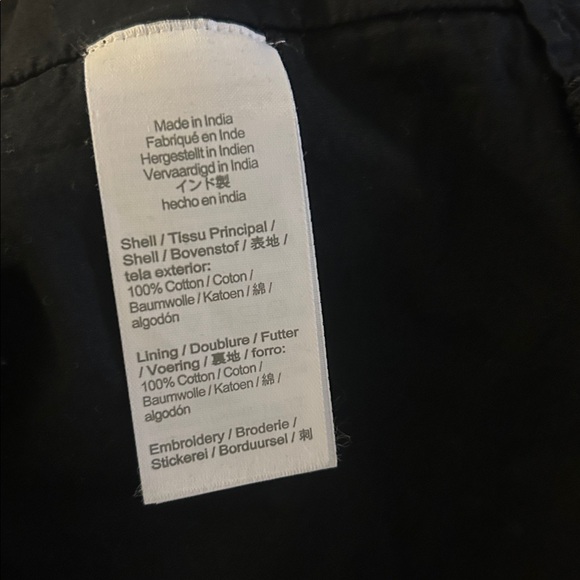 Made in India
Fabriqué en Inde
Hergestellt in Indien
Vervaardigd in India
インド製
hecho en india
Shell / Tissu Principal /
Shell / Bovenstof / 表地 /
tela exterior:
100% Cotton / Coton /
Baumwolle / Katoen / 綿 /
algodón
Lining / Doublure / Futter
/ Voering / 裏地 / forro:
100% Cotton / Coton /
Baumwolle / Katoen / 綿 /
algodón
Embroidery / Broderie /
Stickerei / Borduursel / 刺